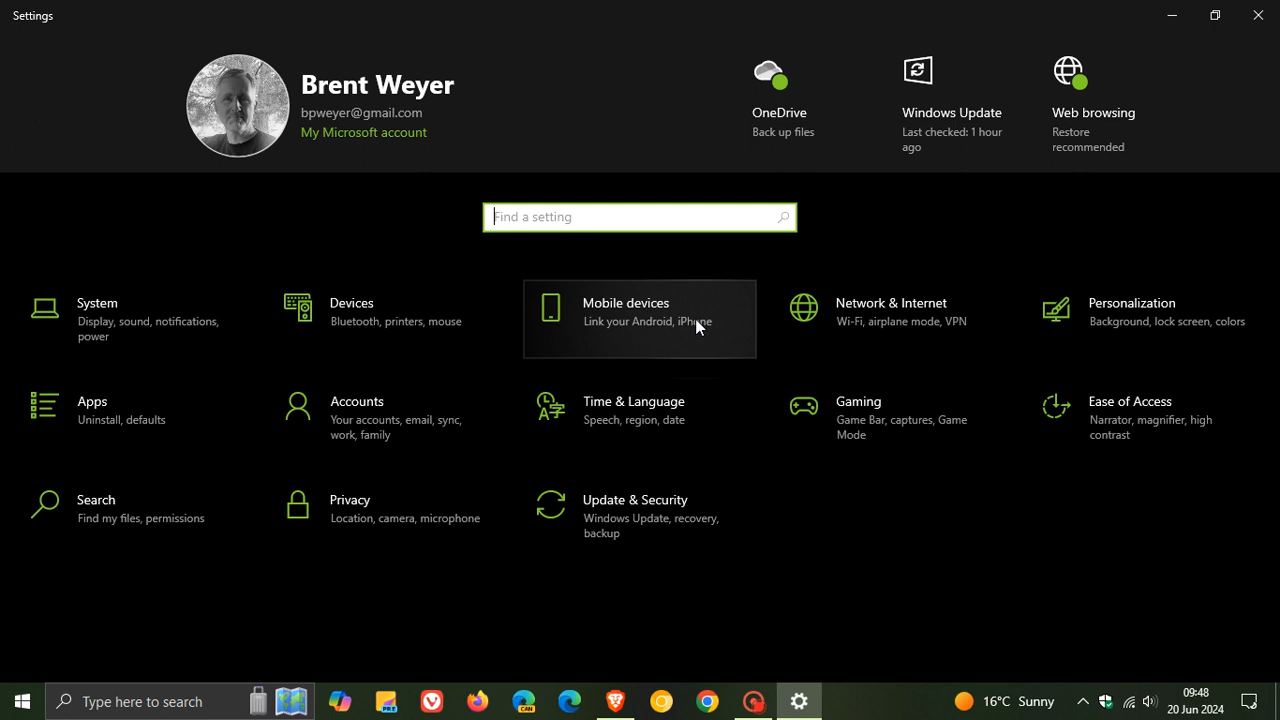 Settings
Brent Weyer
bpweyer@gmail.com
My Microsoft account
OneDrive
Back up files
Windows Update
Last checked: 1 hour
ago
Web browsing
Restore
recommended
Find a setting
System
Display, sound, notifications,
power
Devices
Bluetooth, printers, mouse
Mobile devices
Link your Android, iPhone
Network & Internet
Wi-Fi, airplane mode, VPN
Personalization
Background, lock screen, colors
Apps
Uninstall, defaults
Accounts
Your accounts, email, sync,
work, family
Time & Language
Speech, region, date
Gaming
Game Bar, captures, Game
Mode
Ease of Access
Narrator, magnifier, high
contrast
Search
Find my files, permissions
Privacy
Location, camera, microphone
Update & Security
Windows Update, recovery,
backup
Type here to search
PRE
CAN
16°C Sunny
09:48
20 Jun 2024